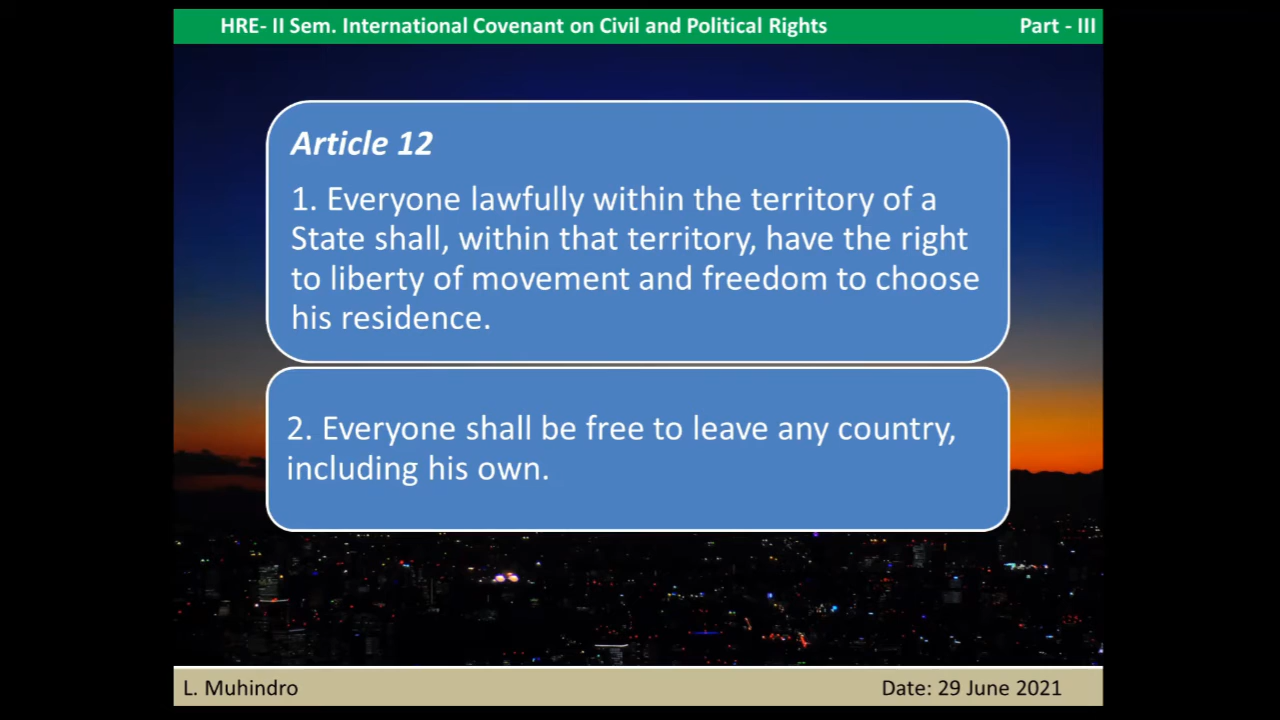 HRE- II Sem. International Covenant on Civil and Political Rights Part - III
Article 12
1. Everyone lawfully within the territory of a
State shall, within that territory, have the right
to liberty of movement and freedom to choose
his residence.
2. Everyone shall be free to leave any country,
including his own.
L. Muhindro Date: 29 June 2021